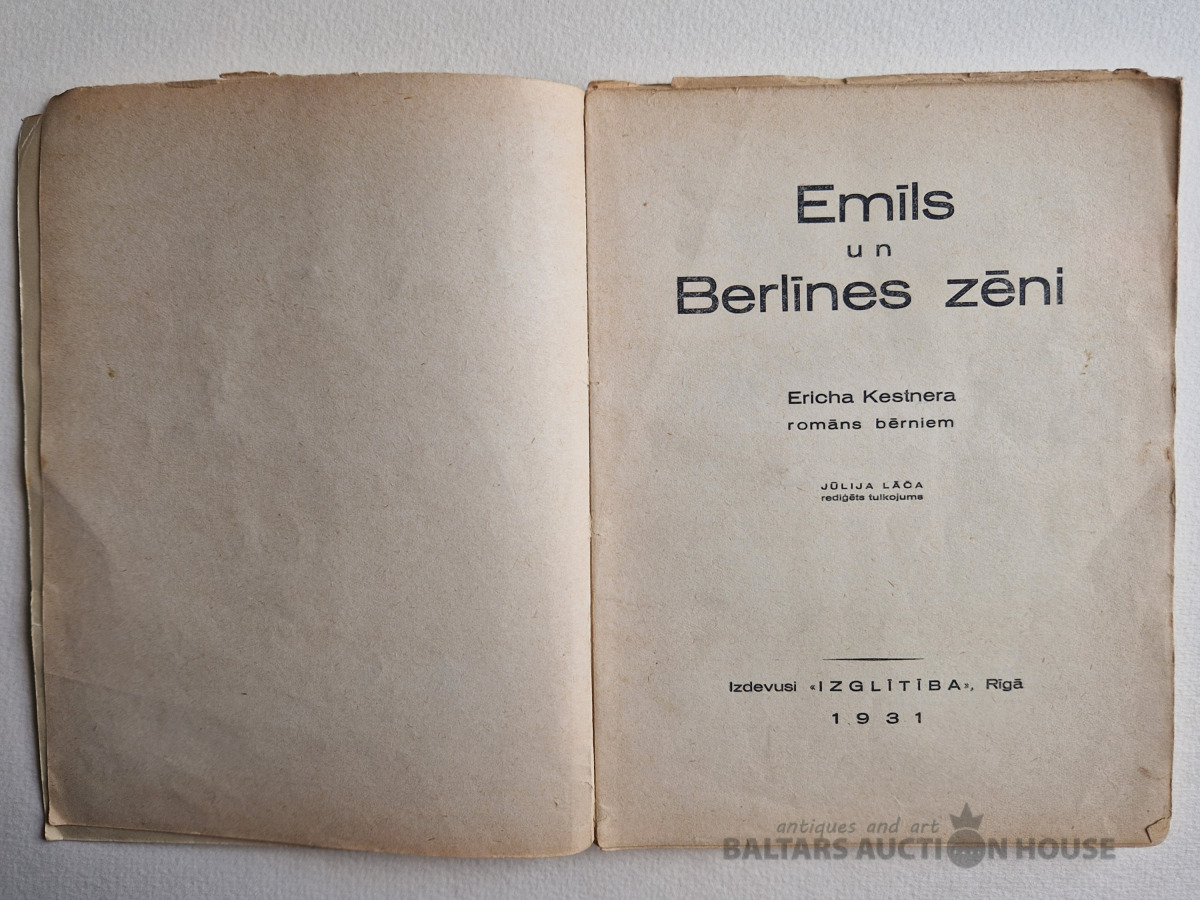 Emīls
un
Berlīnes zēni
Ericha Kestnera
romāns bērniem
JŪLIJA LĀČA
rediģēts tulkojums
Izdevusi «IZGLĪTĪBA», Rīgā
1931
antiques and art
BALTARS AUCTION HOUSE